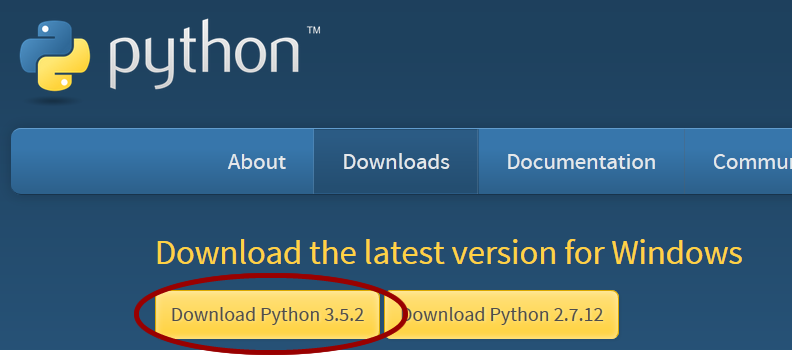 python™
About Downloads Documentation
Download the latest version for Windows
Download Python 3.5.2 Download Python 2.7.12